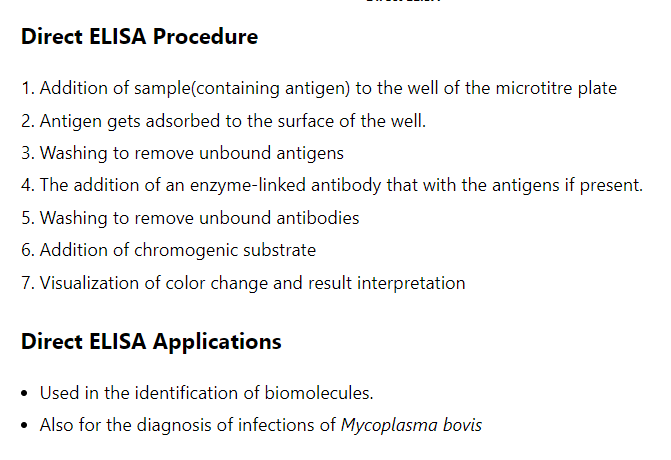 Direct ELISA Procedure
1. Addition of sample(containing antigen) to the well of the microtitre plate
2. Antigen gets adsorbed to the surface of the well.
3. Washing to remove unbound antigens
4. The addition of an enzyme-linked antibody that with the antigens if present.
5. Washing to remove unbound antibodies
6. Addition of chromogenic substrate
7. Visualization of color change and result interpretation
Direct ELISA Applications
• Used in the identification of biomolecules.
• Also for the diagnosis of infections of Mycoplasma bovis